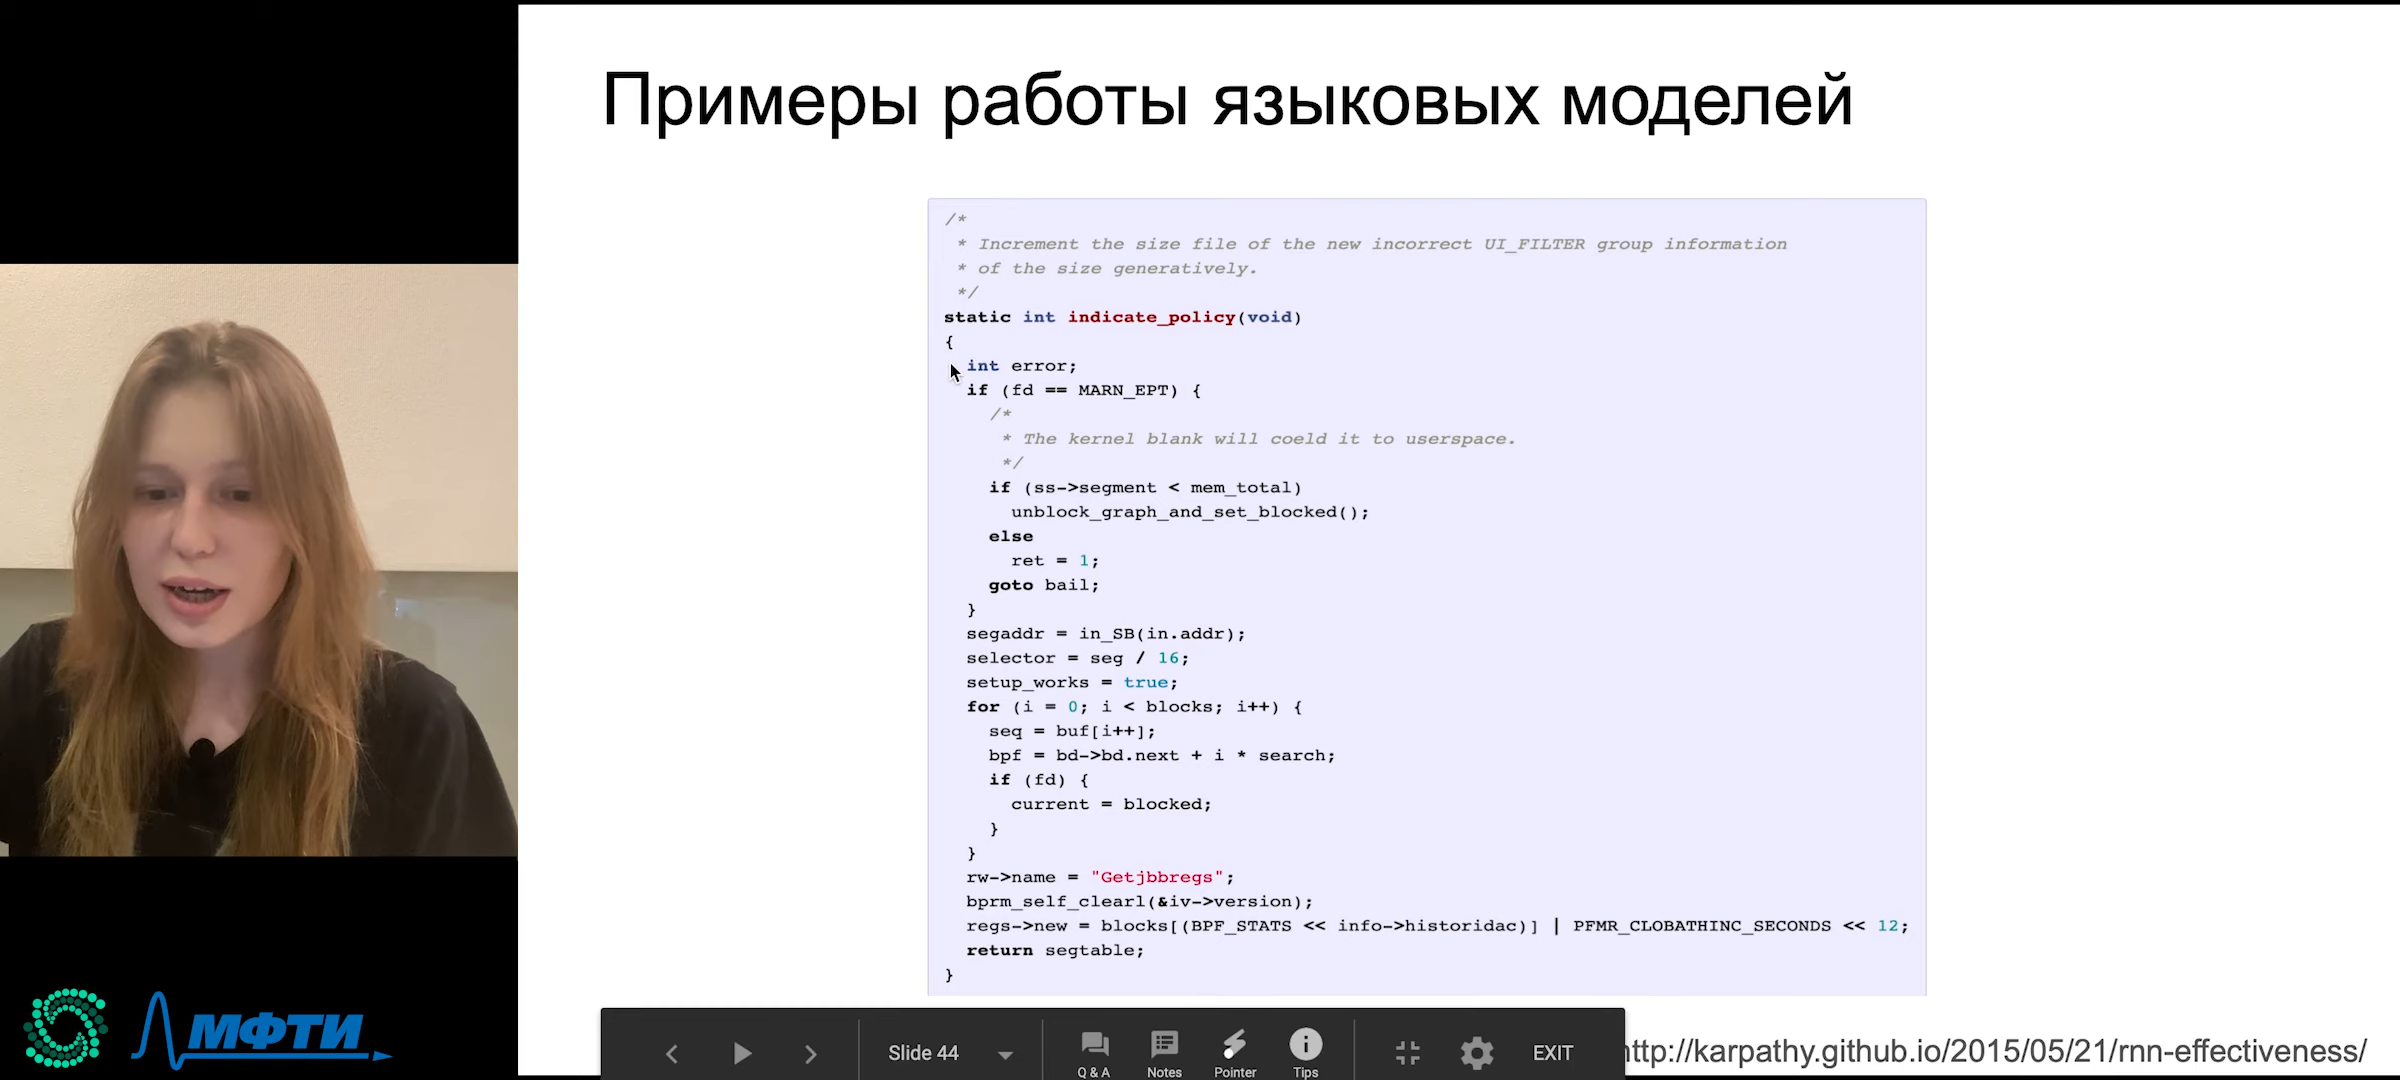 Примеры работы языковых моделей
/*
* Increment the size file of the new incorrect UI_FILTER group information
* of the size generatively.
*/
static int indicate_policy(void)
{
int error;
if (fd == MARN_EPT) {
/*
* The kernel blank will coeld it to userspace.
*/
if (ss->segment < mem_total)
unblock_graph_and_set_blocked();
else
ret = 1;
goto bail;
}
segaddr = in_SB(in.addr);
selector = seg / 16;
setup_works = true;
for (i = 0; i < blocks; i++) {
seq = buf[i++];
bpf = bd->bd.next + i * search;
if (fd) {
current = blocked;
}
}
rw->name = "Getjbbregs";
bprm_self_clearl(&iv->version);
regs->new = blocks[(BPF_STATS << info->historidac)] | PFMR_CLOBATHINC_SECONDS << 12;
return segtable;
}
МФТИ
Slide 44
Q & A
Notes
Pointer
Tips
EXIT
http://karpathy.github.io/2015/05/21/rnn-effectiveness/